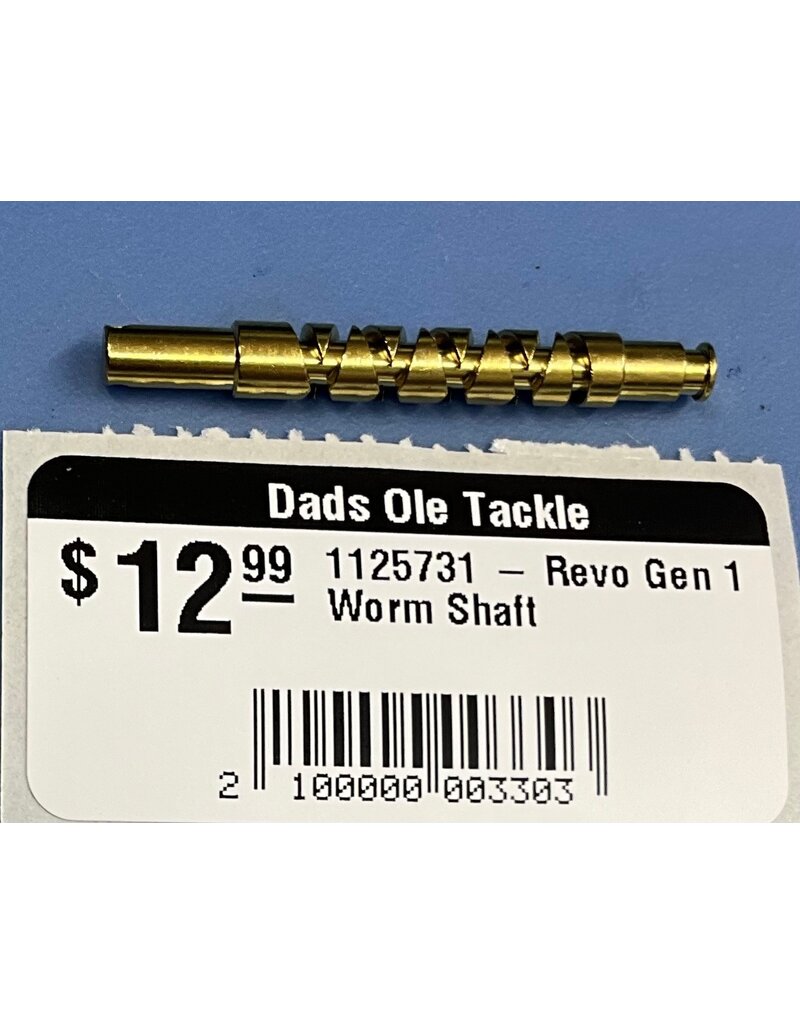 Dads Ole Tackle
$12.99 1125731 – Revo Gen 1
Worm Shaft
2 100000 003303